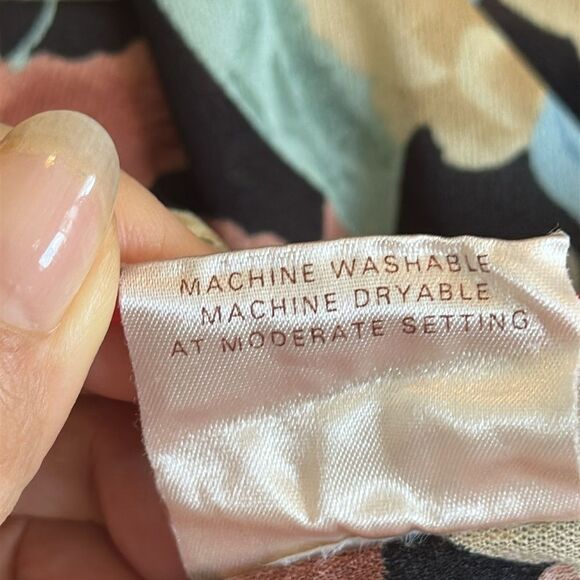 MACHINE WASHABLE
MACHINE DRYABLE
AT MODERATE SETTING